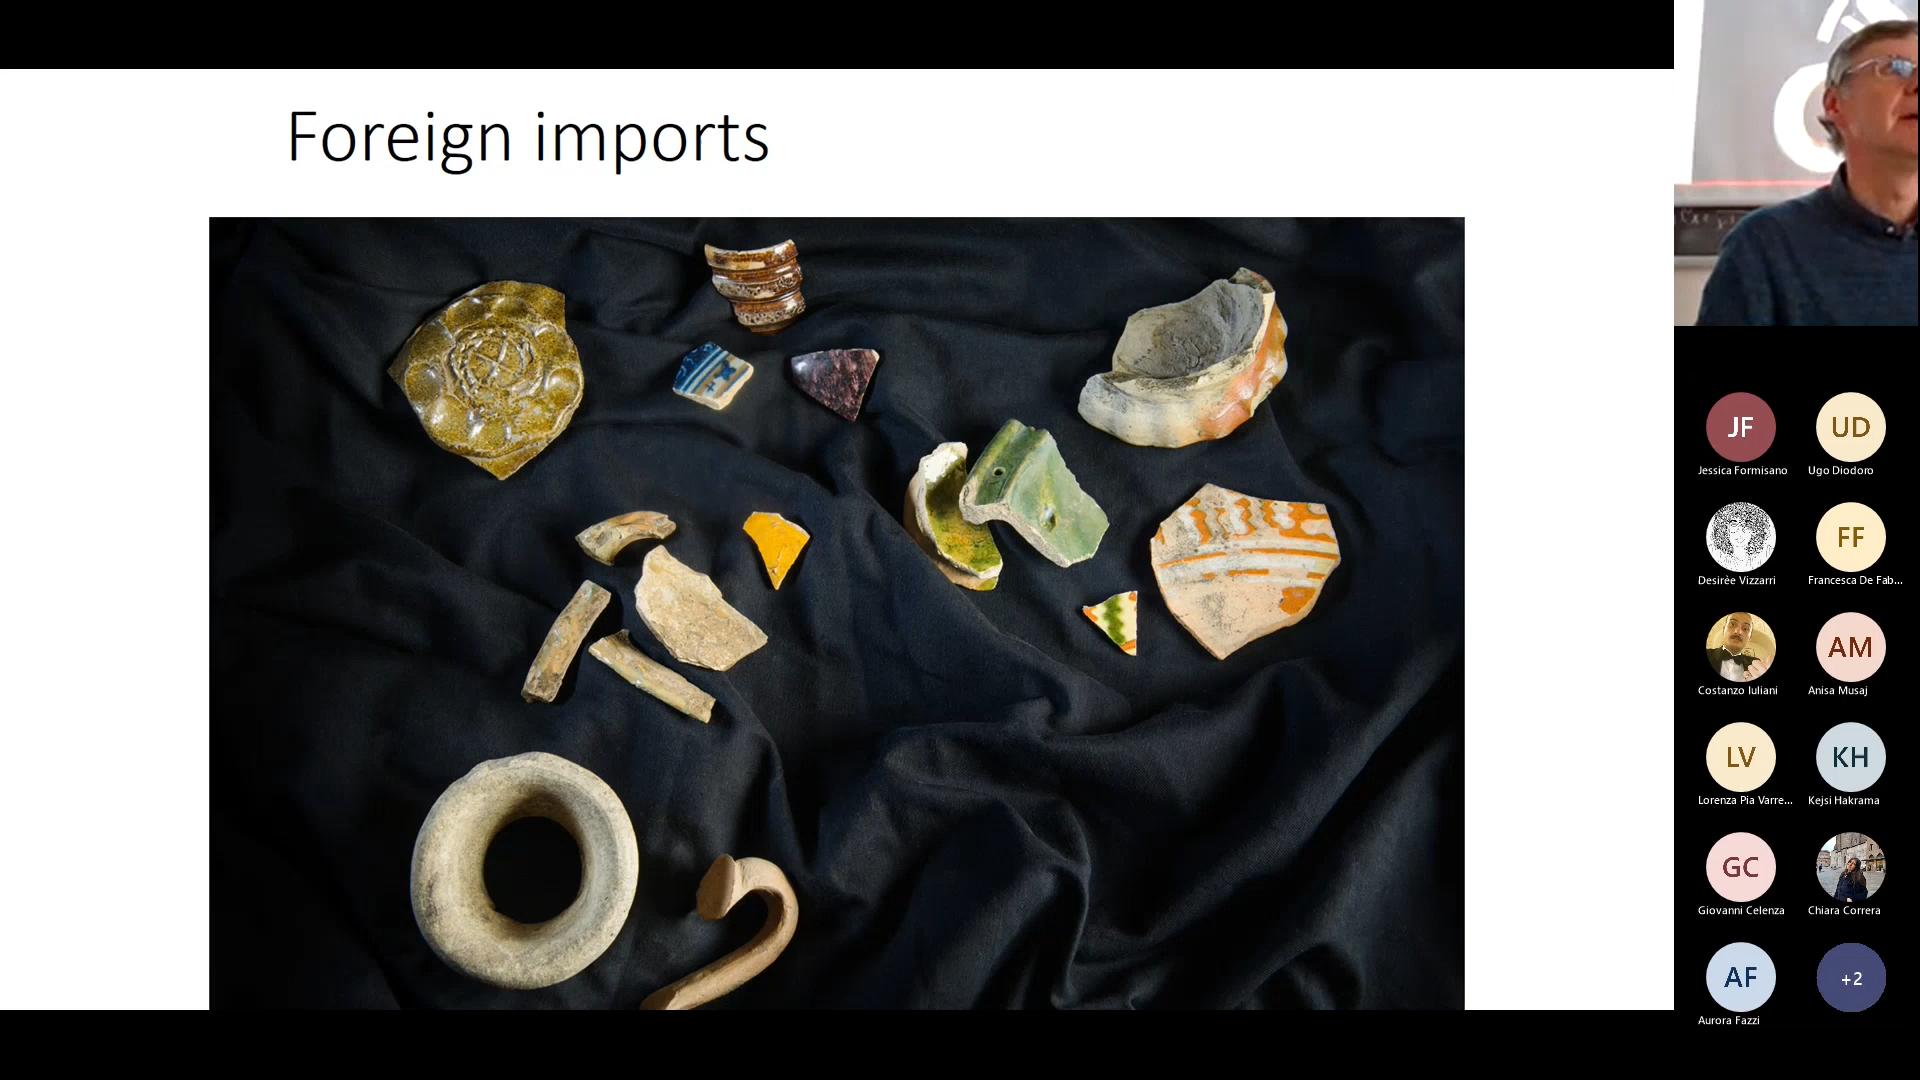 Foreign imports
JF
UD
Jessica Formisano
Ugo Diodoro
FF
Desirèe Vizzarri
Francesca De Fab...
AM
Costanzo Iuliani
Anisa Musaj
LV
KH
Lorenza Pia Varre...
Kejsi Hakrama
GC
Giovanni Celenza
Chiara Correra
AF
+2
Aurora Fazzi